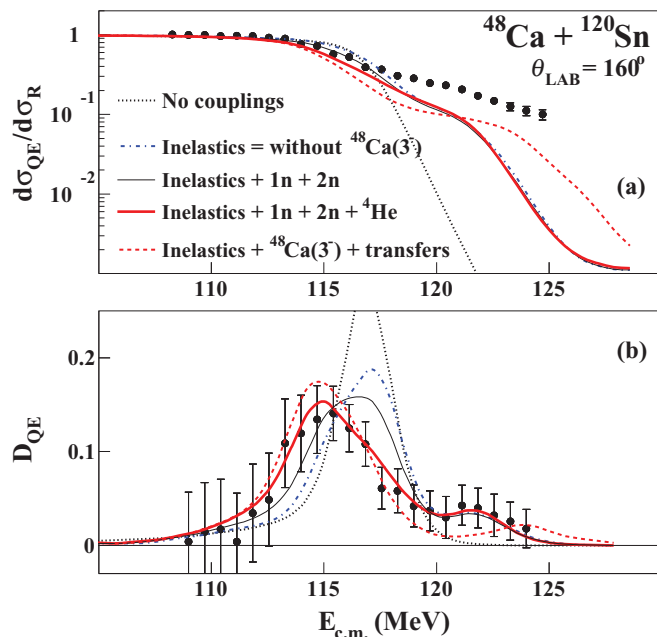 ⁴⁸Ca + ¹²⁰Sn
θLAB = 160⁰
No couplings
Inelastics = without ⁴⁸Ca(3⁻)
Inelastics + 1n + 2n
Inelastics + 1n + 2n + ⁴He
Inelastics + ⁴⁸Ca(3⁻) + transfers
(a)
dσQE/dσR
1
10⁻¹
10⁻²
110 115 120 125
(b)
DQE
0.2
0.1
0
110 115 120 125
Ec.m. (MeV)